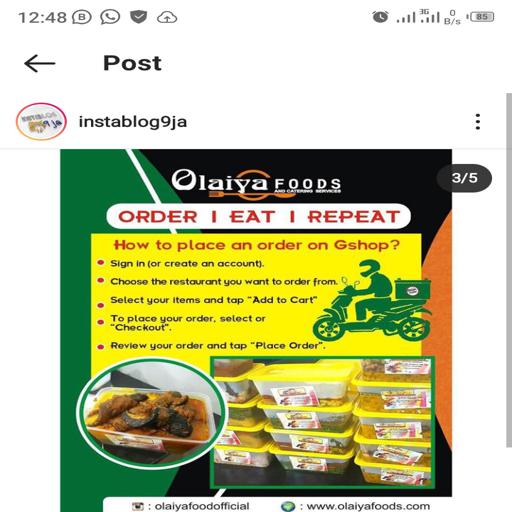 12:48
3G 0 B/s 85
Post
instablog9ja
3/5
Olaiya FOODS
AND CATERING SERVICES
ORDER | EAT | REPEAT
How to place an order on Gshop?
Sign in (or create an account).
Choose the restaurant you want to order from.
Select your items and tap "Add to Cart"
To place your order, select or
"Checkout".
Review your order and tap "Place Order".
: olaiyafoodofficial
: www.olaiyafoods.com